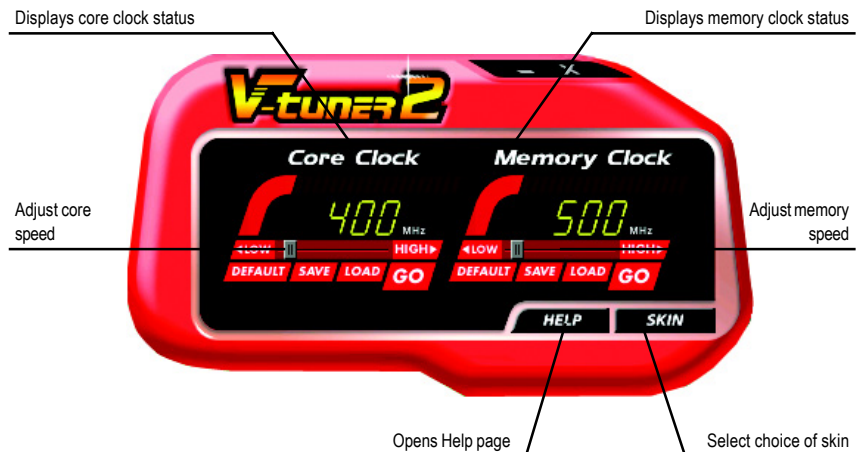 Displays core clock status
Displays memory clock status
V-tuner 2
Core Clock
Memory Clock
Adjust core
speed
400 MHz
500 MHz
Adjust memory
speed
LOW HIGH
LOW HIGH
DEFAULT SAVE LOAD GO
DEFAULT SAVE LOAD GO
HELP SKIN
Opens Help page
Select choice of skin